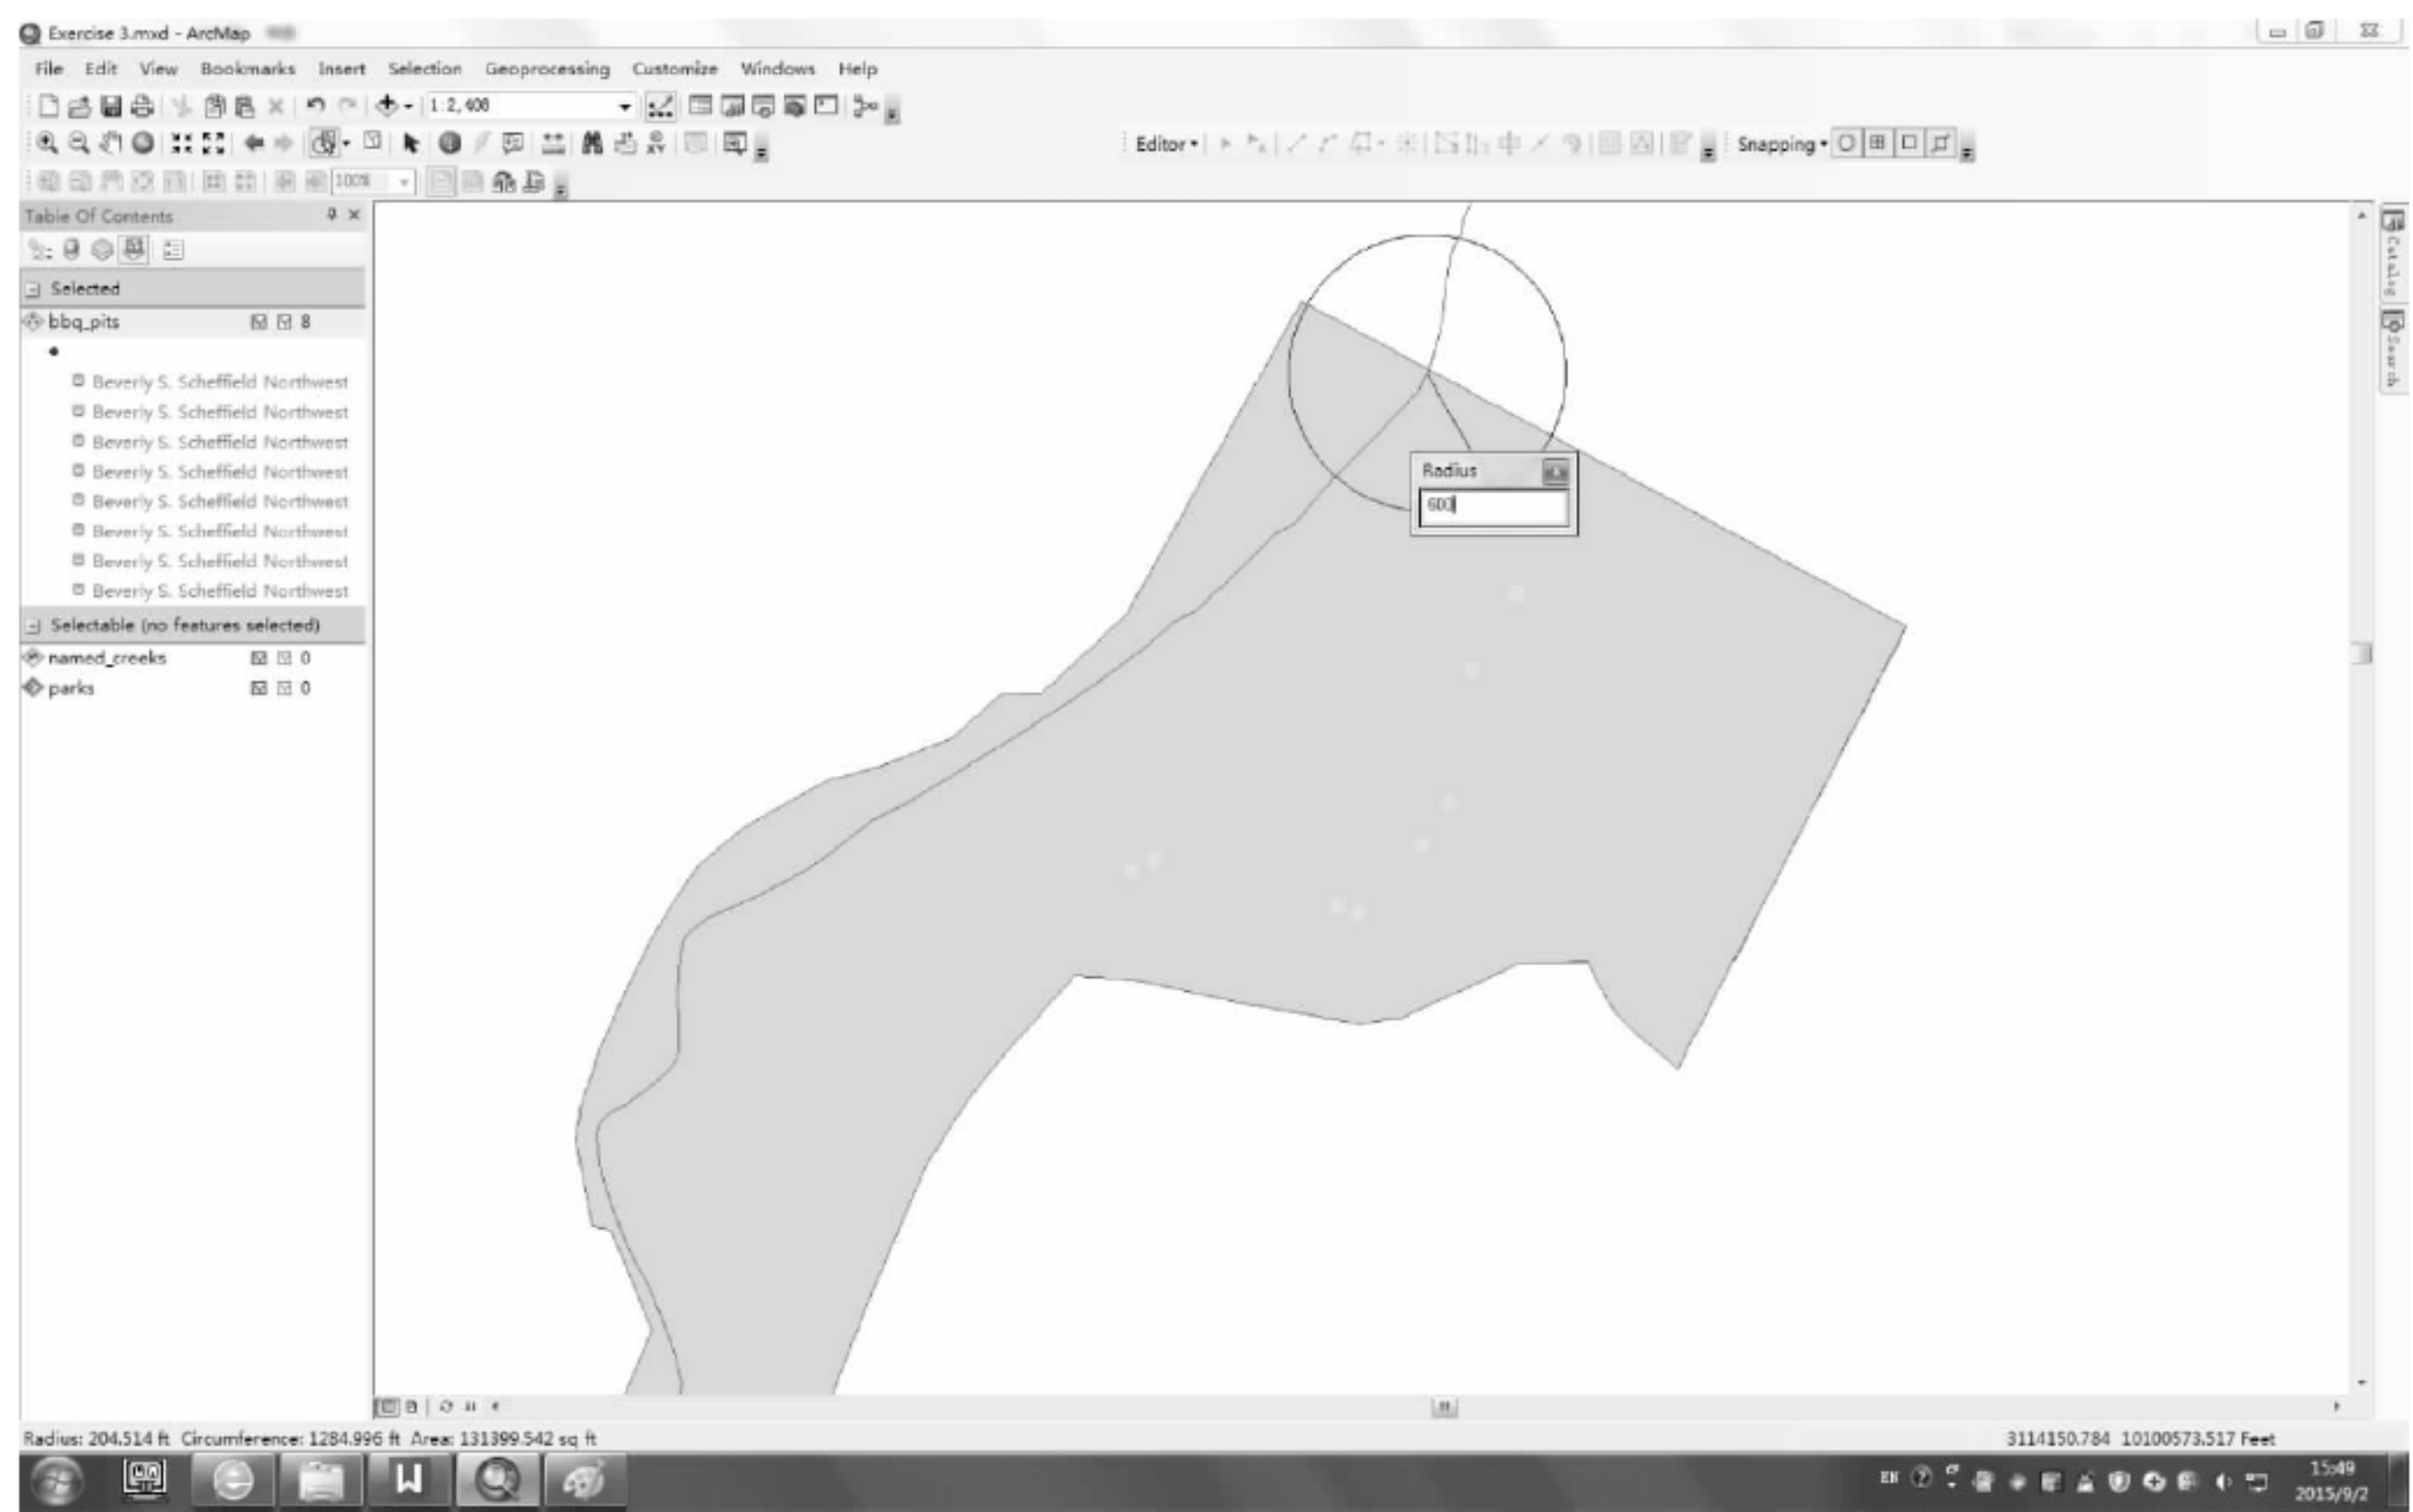 Exercise 3.mxd - ArcMap
File Edit View Bookmarks Insert Selection Geoprocessing Customize Windows Help
1:2,408
Editor Snapping
100%
Table Of Contents
Selected
bbq_pits 8
Beverly S. Scheffield Northwest
Beverly S. Scheffield Northwest
Beverly S. Scheffield Northwest
Beverly S. Scheffield Northwest
Beverly S. Scheffield Northwest
Beverly S. Scheffield Northwest
Beverly S. Scheffield Northwest
Beverly S. Scheffield Northwest
Selectable (no features selected)
named_creeks 0
parks 0
Radius
600
Catalog
Search
Radius: 204.514 ft Circumference: 1284.996 ft Area: 131399.542 sq ft
3114150.784 10100573.517 Feet
EN
15:49
2015/9/2